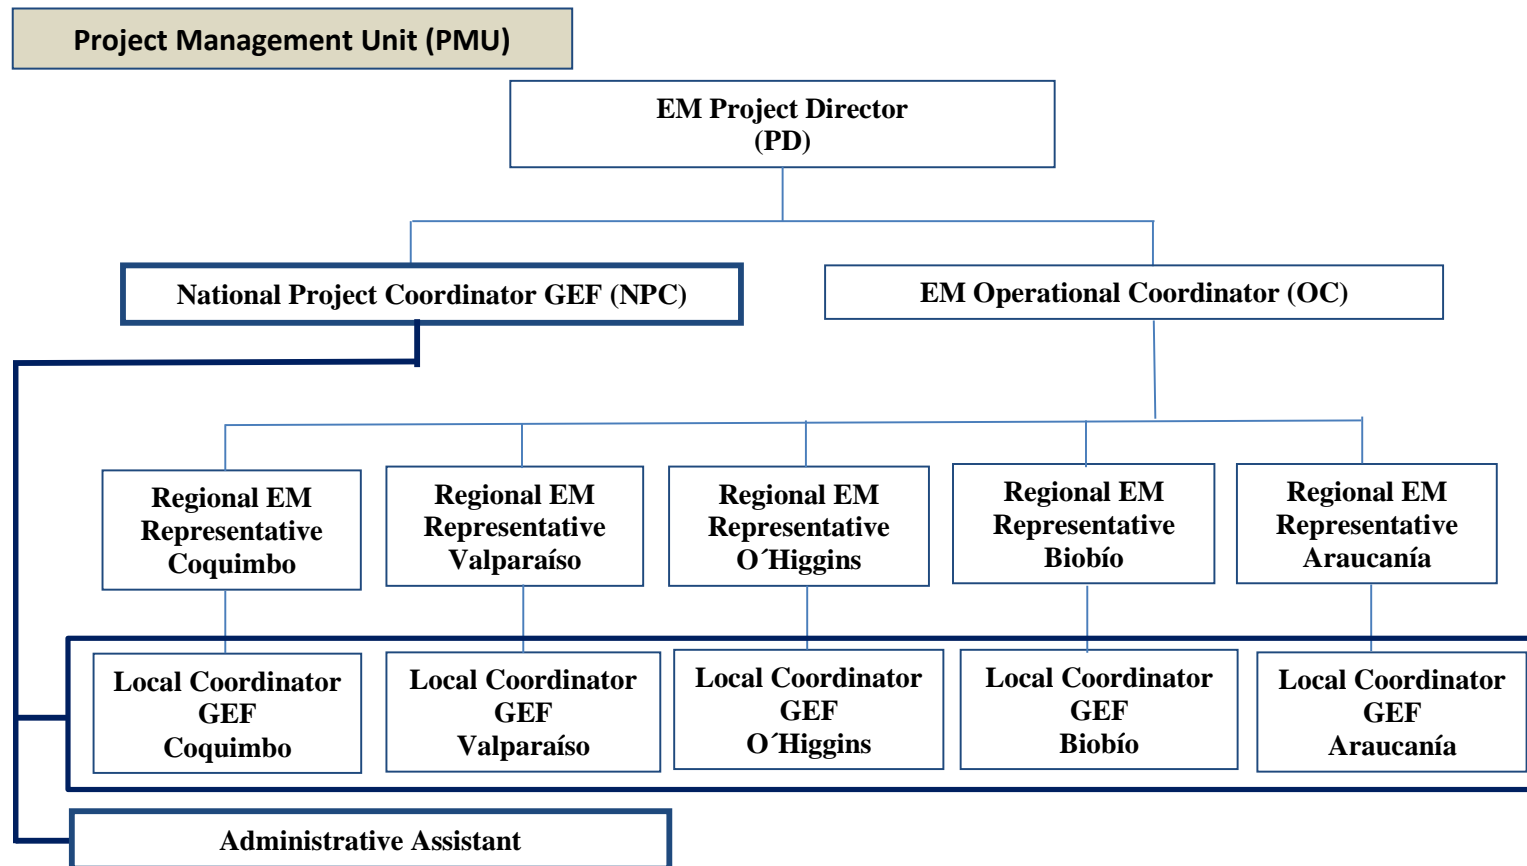 Project Management Unit (PMU)
EM Project Director
(PD)
National Project Coordinator GEF (NPC)
EM Operational Coordinator (OC)
Regional EM
Representative
Coquimbo
Regional EM
Representative
Valparaíso
Regional EM
Representative
O´Higgins
Regional EM
Representative
Biobío
Regional EM
Representative
Araucanía
Local Coordinator
GEF
Coquimbo
Local Coordinator
GEF
Valparaíso
Local Coordinator
GEF
O´Higgins
Local Coordinator
GEF
Biobío
Local Coordinator
GEF
Araucanía
Administrative Assistant